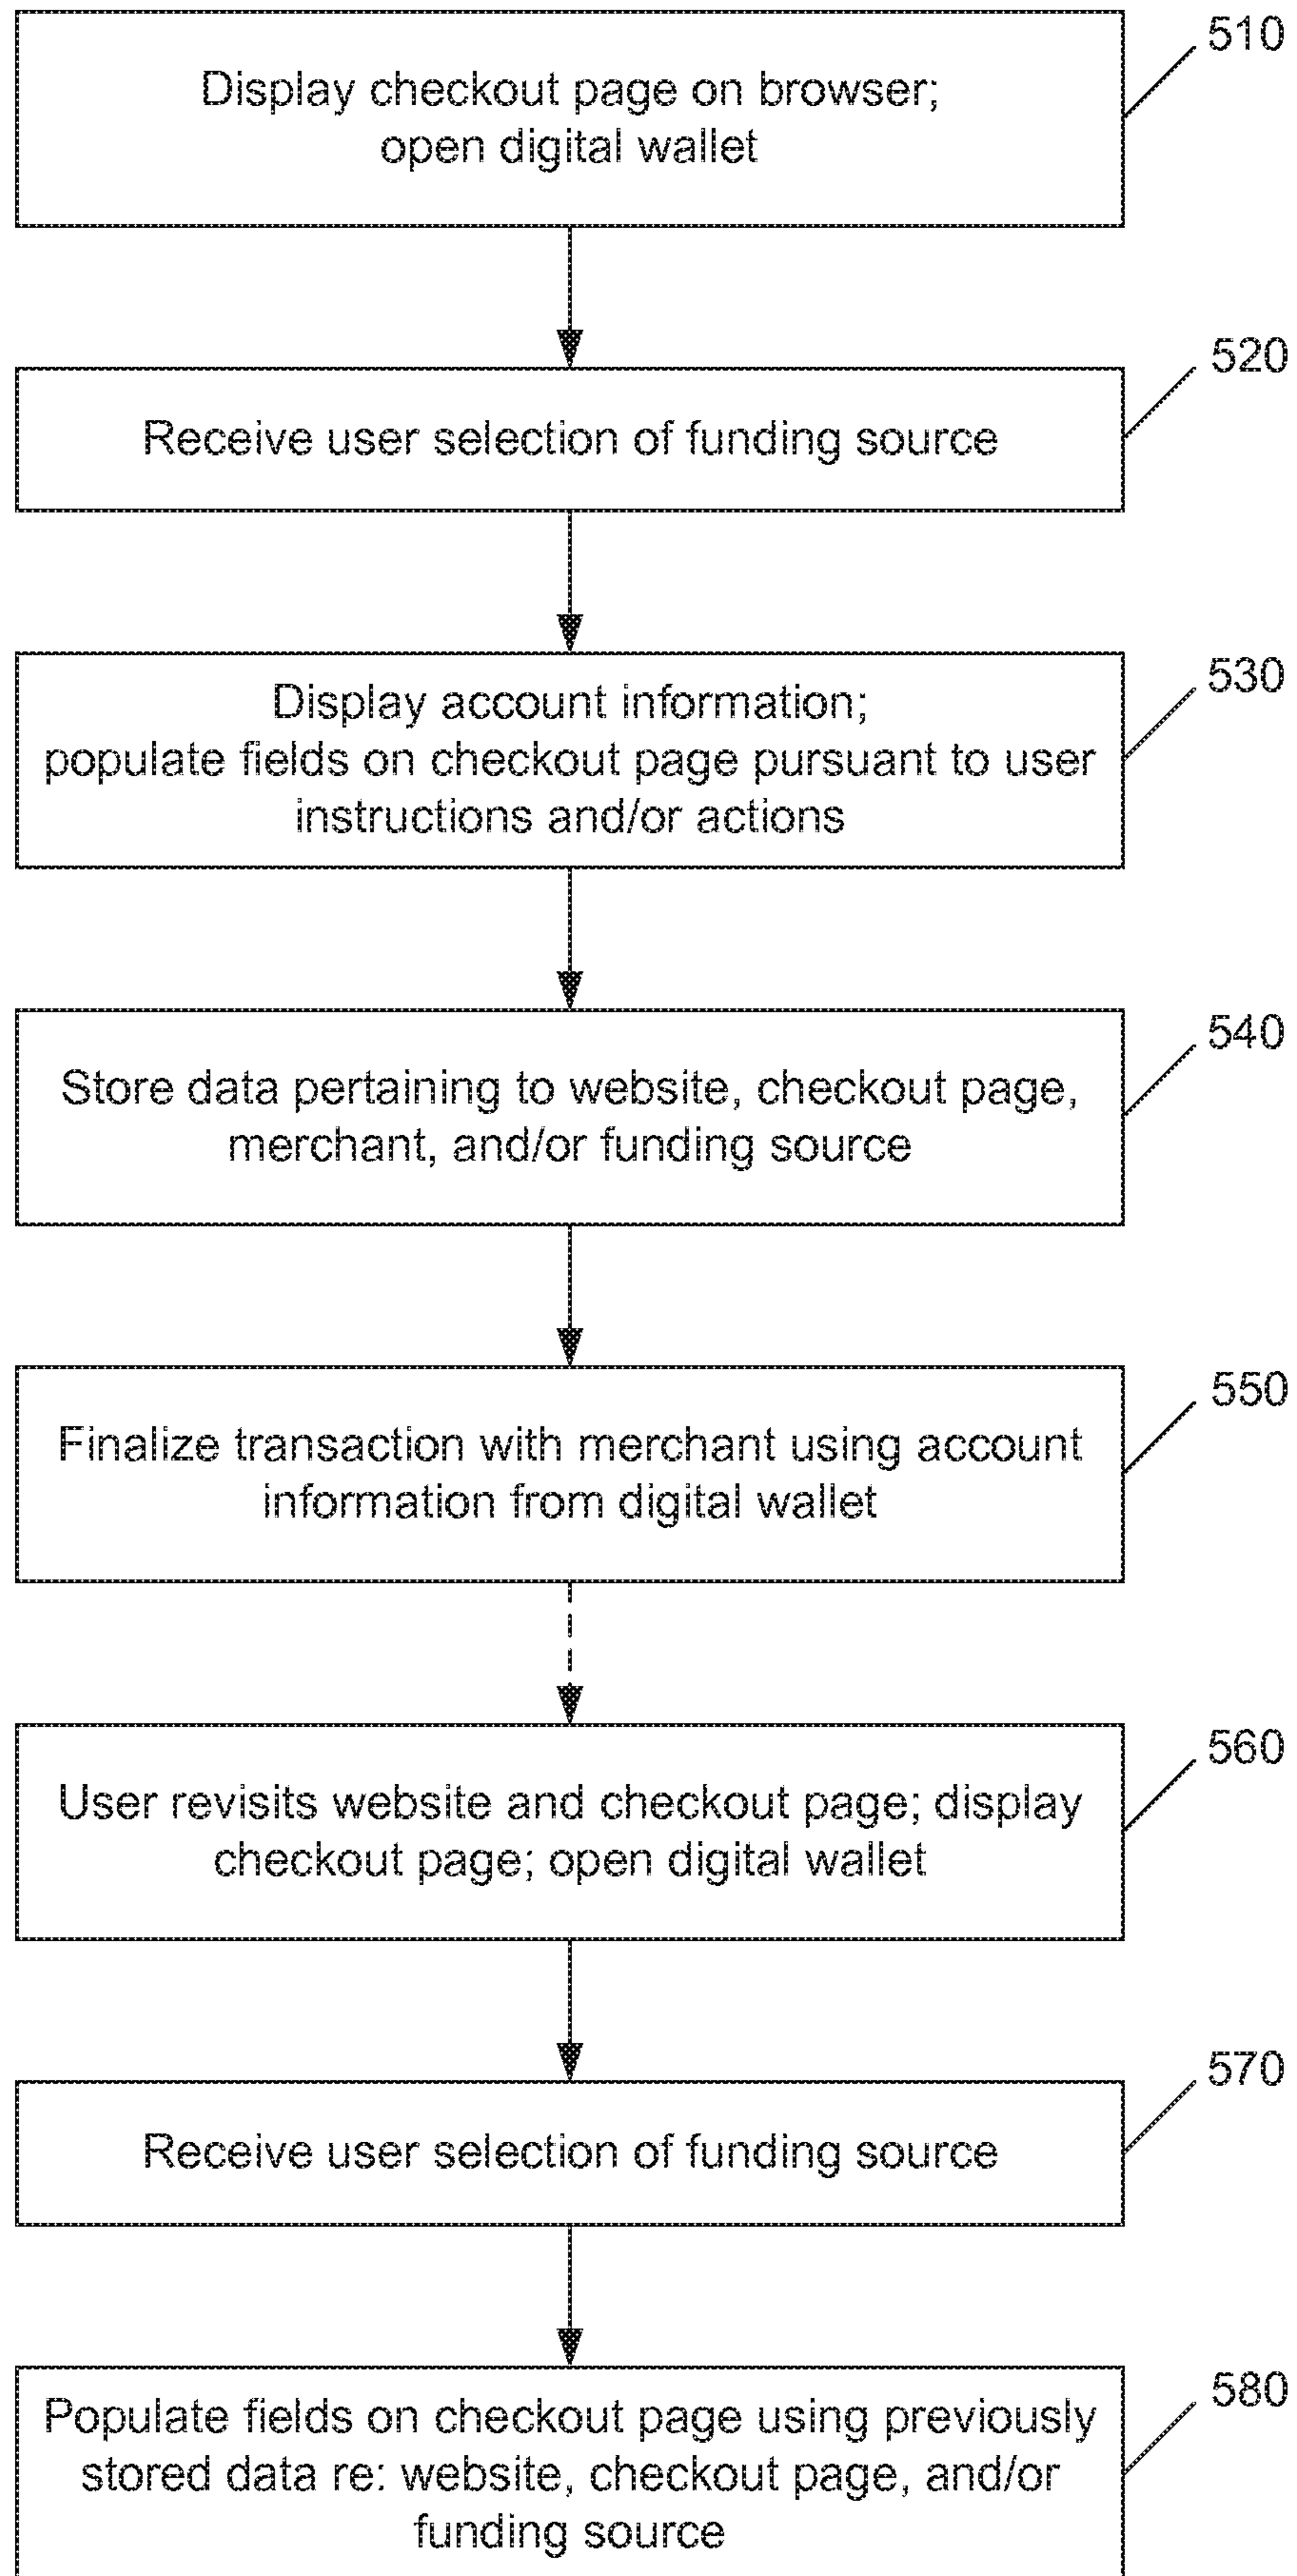 510
Display checkout page on browser;
open digital wallet
520
Receive user selection of funding source
530
Display account information;
populate fields on checkout page pursuant to user
instructions and/or actions
540
Store data pertaining to website, checkout page,
merchant, and/or funding source
550
Finalize transaction with merchant using account
information from digital wallet
560
User revisits website and checkout page; display
checkout page; open digital wallet
570
Receive user selection of funding source
580
Populate fields on checkout page using previously
stored data re: website, checkout page, and/or
funding source